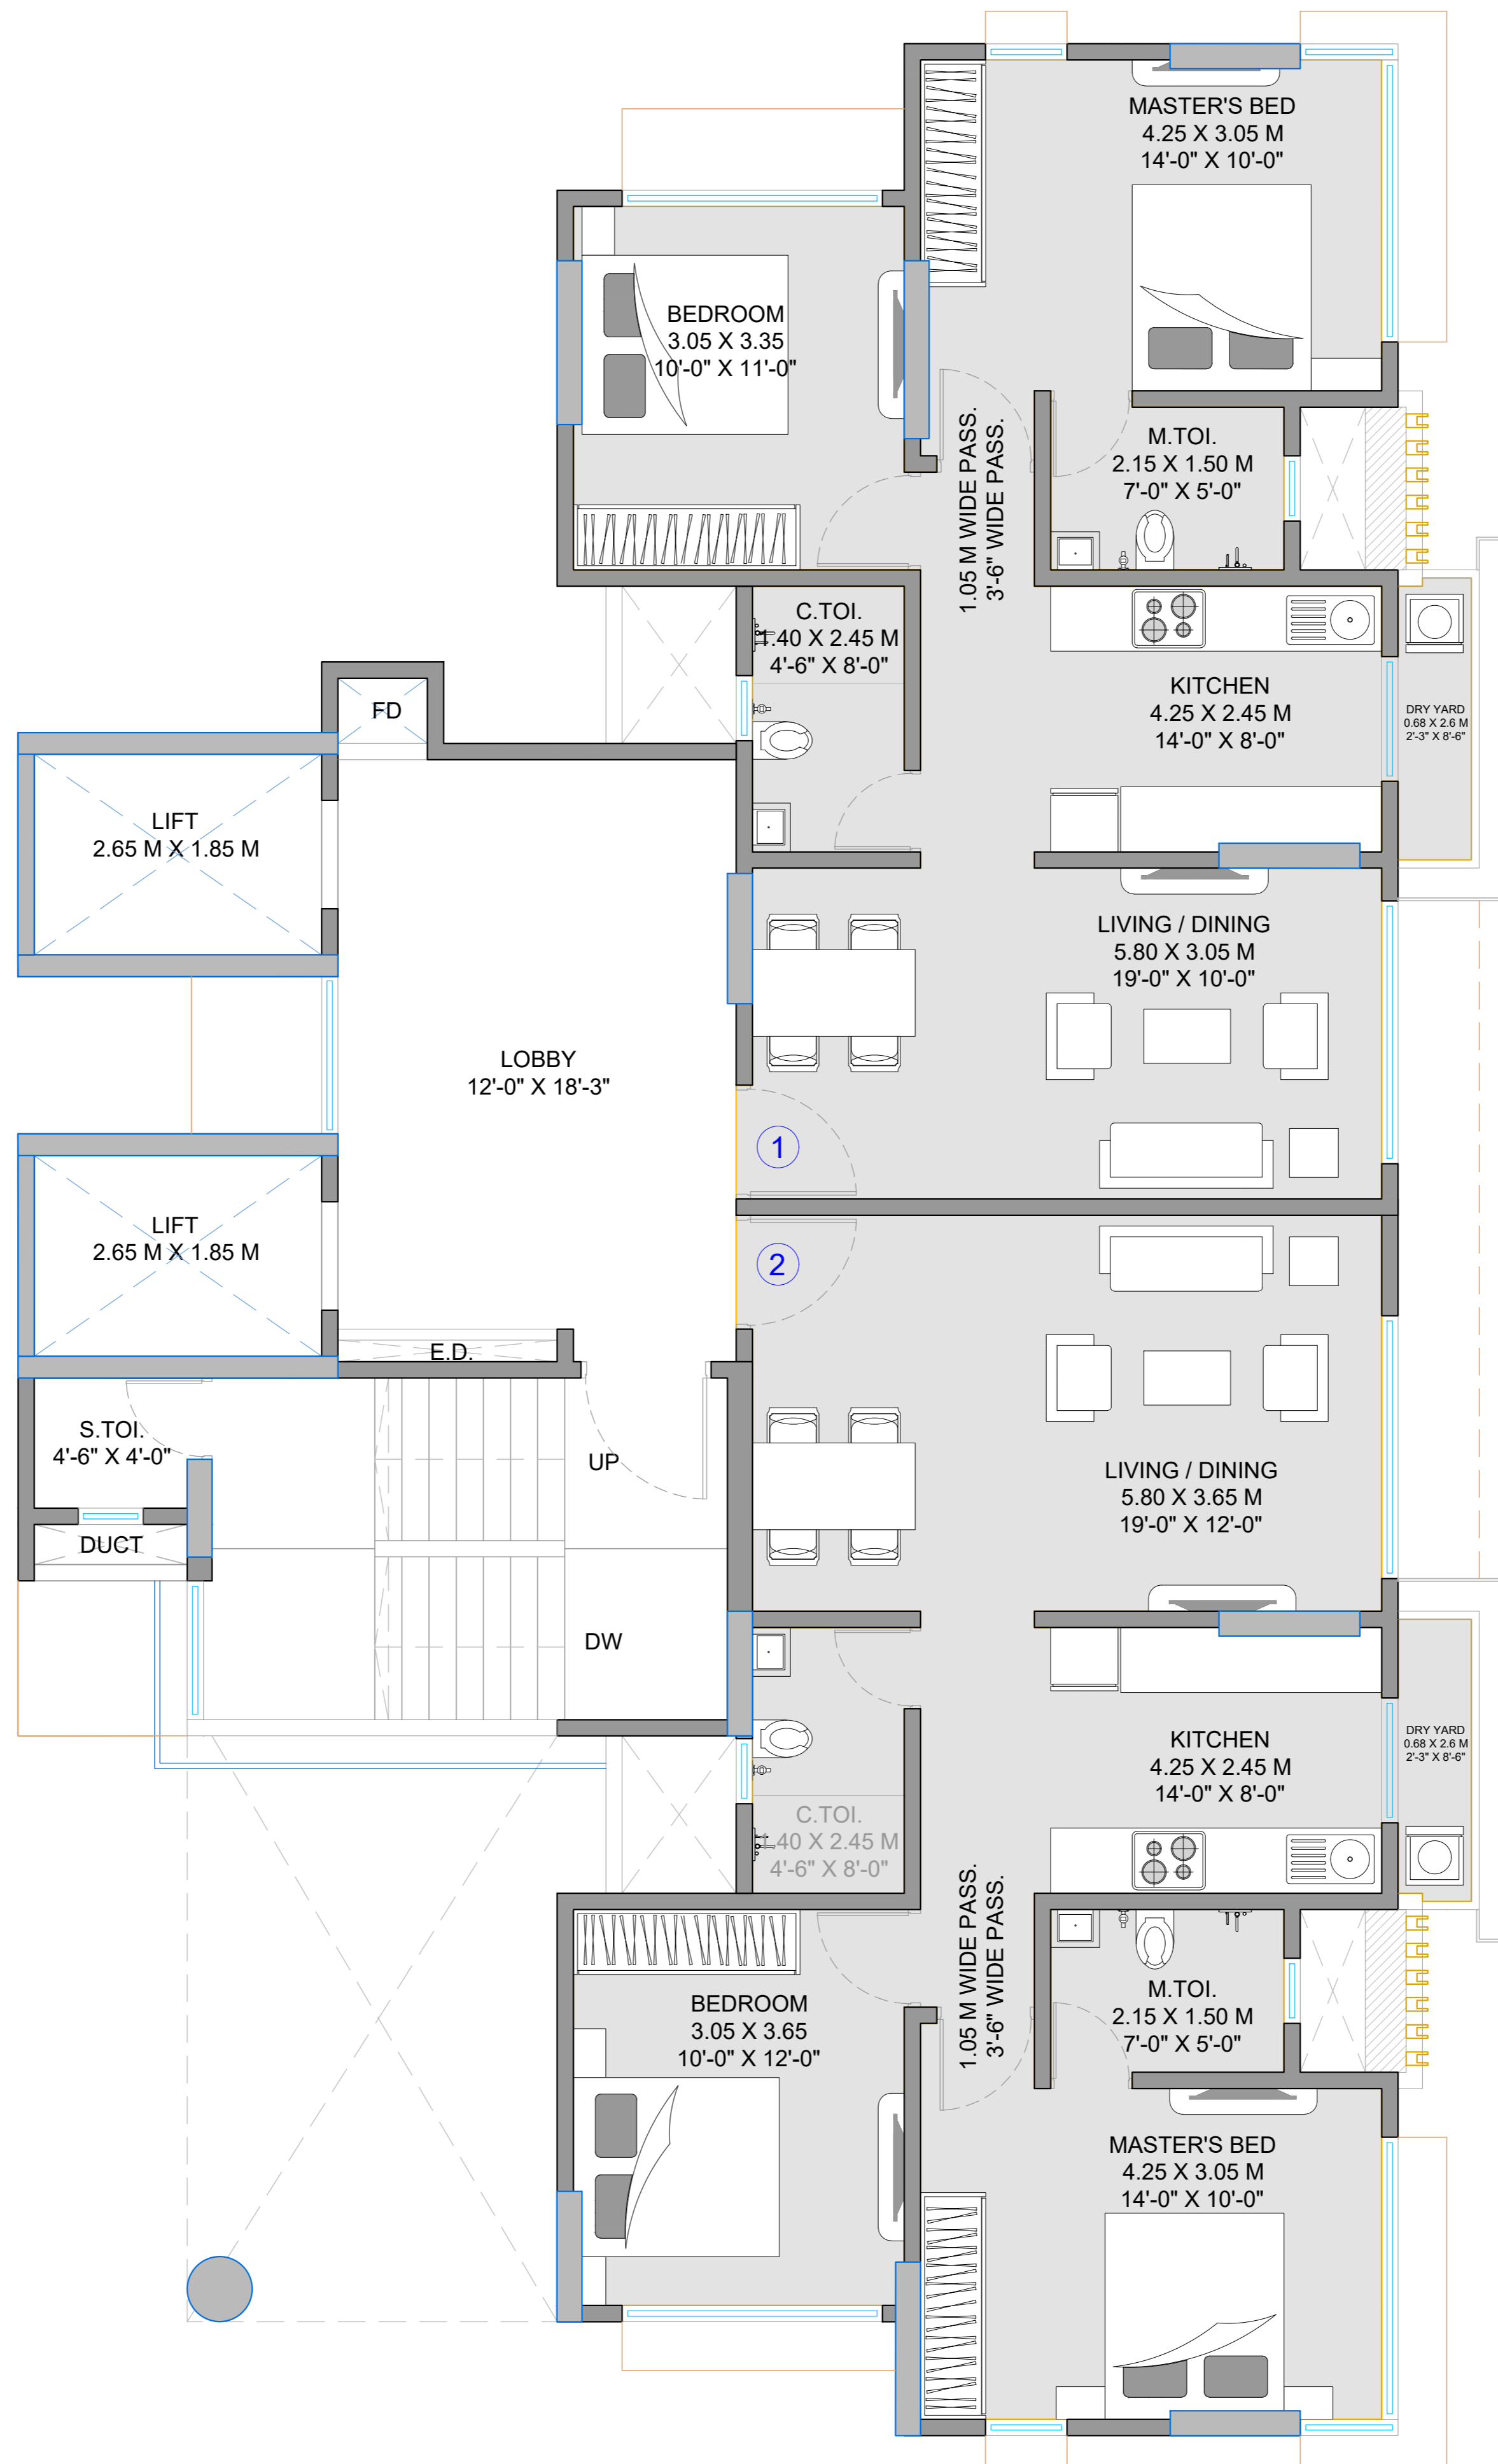 MASTER'S BED
4.25 X 3.05 M
14'-0" X 10'-0"
BEDROOM
3.05 X 3.35
10'-0" X 11'-0"
1.05 M WIDE PASS.
3'-6" WIDE PASS.
M.TOI.
2.15 X 1.50 M
7'-0" X 5'-0"
C.TOI.
1.40 X 2.45 M
4'-6" X 8'-0"
KITCHEN
4.25 X 2.45 M
14'-0" X 8'-0"
DRY YARD
0.68 X 2.6 M
2'-3" X 8'-6"
FD
LIFT
2.65 M X 1.85 M
LIVING / DINING
5.80 X 3.05 M
19'-0" X 10'-0"
LOBBY
12'-0" X 18'-3"
1
LIFT
2.65 M X 1.85 M
2
E.D.
S.TOI.
4'-6" X 4'-0"
UP
LIVING / DINING
5.80 X 3.65 M
19'-0" X 12'-0"
DUCT
DW
KITCHEN
4.25 X 2.45 M
14'-0" X 8'-0"
DRY YARD
0.68 X 2.6 M
2'-3" X 8'-6"
C.TOI.
1.40 X 2.45 M
4'-6" X 8'-0"
1.05 M WIDE PASS.
3'-6" WIDE PASS.
M.TOI.
2.15 X 1.50 M
7'-0" X 5'-0"
BEDROOM
3.05 X 3.65
10'-0" X 12'-0"
MASTER'S BED
4.25 X 3.05 M
14'-0" X 10'-0"